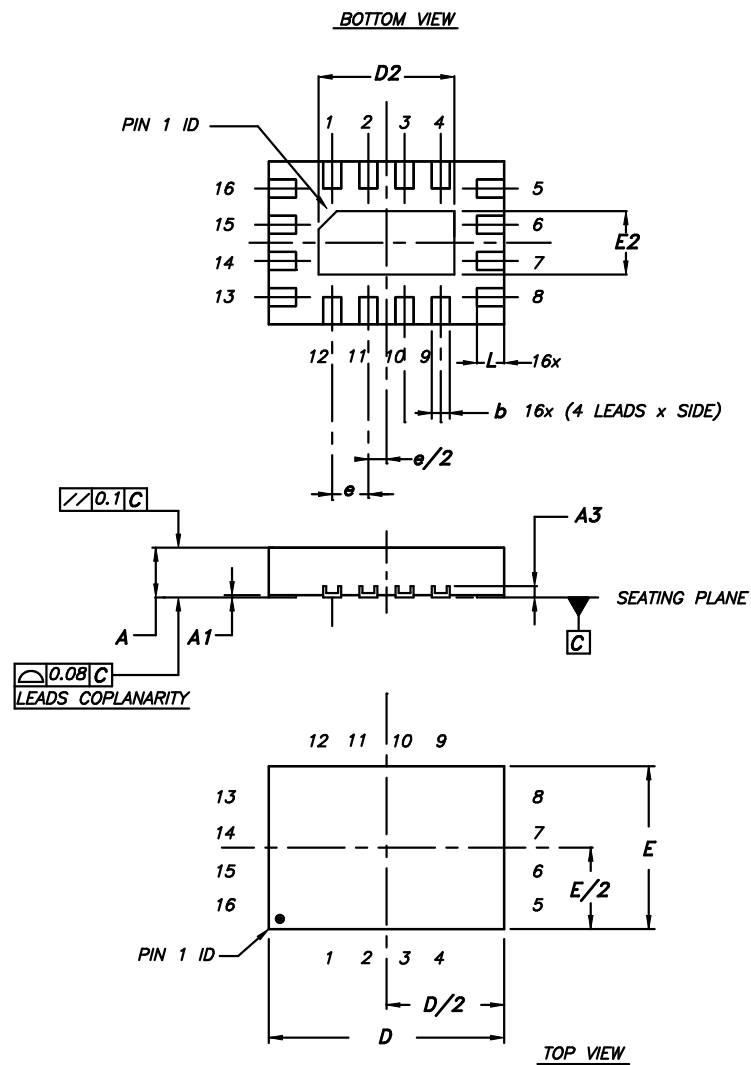 BOTTOM VIEW
D2
PIN 1 ID
1 2 3 4
16 5
15 6
E2
14 7
13 8
12 11 10 9 L 16x
b 16x (4 LEADS x SIDE)
e/2
e
// 0.1 C
A3
SEATING PLANE
A A1
C
⌓ 0.08 C
LEADS COPLANARITY
12 11 10 9
13 8
14 7
E
15 6
E/2
16 5
PIN 1 ID
1 2 3 4
D/2
D
TOP VIEW